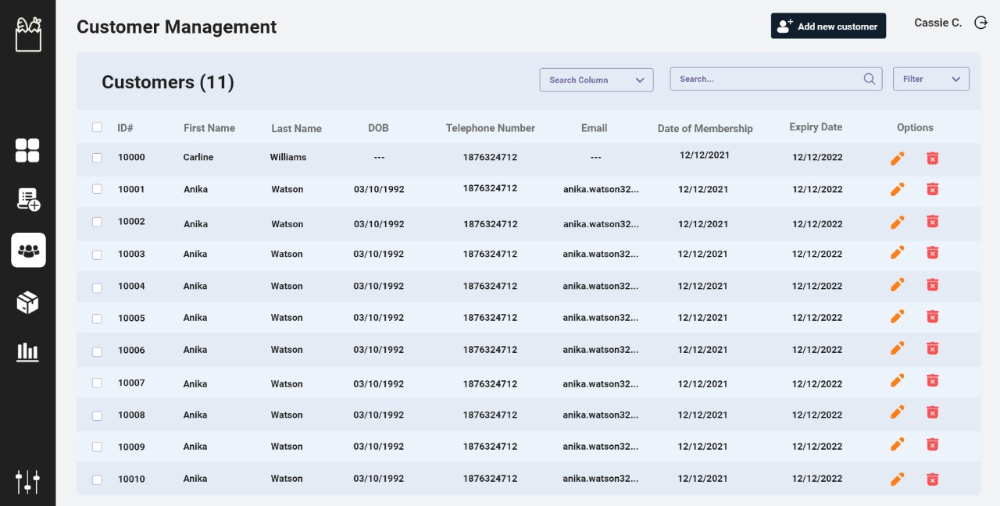 Customer Management
Add new customer
Cassie C.
Customers (11)
Search Column
Search...
Filter
ID# First Name Last Name DOB Telephone Number Email Date of Membership Expiry Date Options
10000 Carline Williams --- 1876324712 --- 12/12/2021 12/12/2022
10001 Anika Watson 03/10/1992 1876324712 anika.watson32... 12/12/2021 12/12/2022
10002 Anika Watson 03/10/1992 1876324712 anika.watson32... 12/12/2021 12/12/2022
10003 Anika Watson 03/10/1992 1876324712 anika.watson32... 12/12/2021 12/12/2022
10004 Anika Watson 03/10/1992 1876324712 anika.watson32... 12/12/2021 12/12/2022
10005 Anika Watson 03/10/1992 1876324712 anika.watson32... 12/12/2021 12/12/2022
10006 Anika Watson 03/10/1992 1876324712 anika.watson32... 12/12/2021 12/12/2022
10007 Anika Watson 03/10/1992 1876324712 anika.watson32... 12/12/2021 12/12/2022
10008 Anika Watson 03/10/1992 1876324712 anika.watson32... 12/12/2021 12/12/2022
10009 Anika Watson 03/10/1992 1876324712 anika.watson32... 12/12/2021 12/12/2022
10010 Anika Watson 03/10/1992 1876324712 anika.watson32... 12/12/2021 12/12/2022